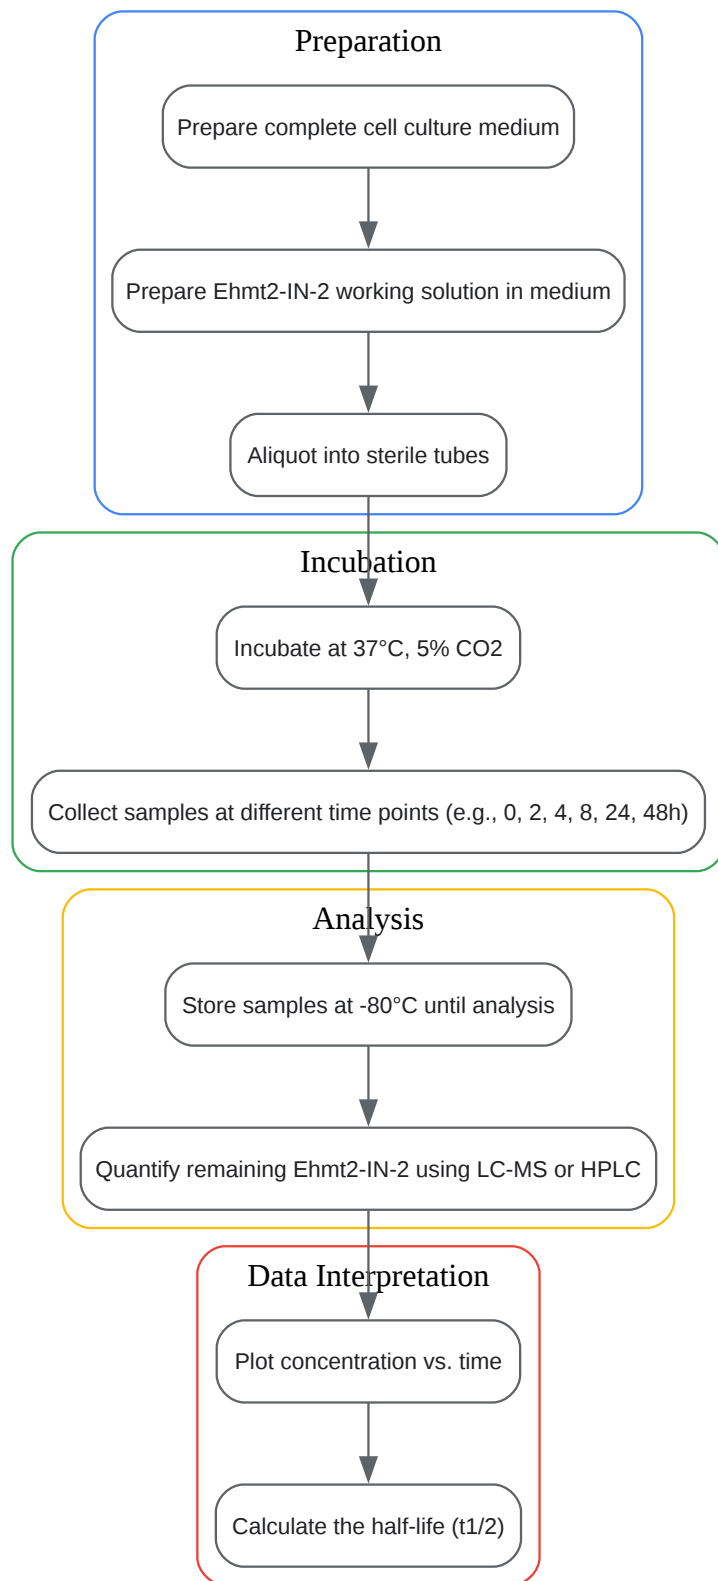 Preparation
Prepare complete cell culture medium
Prepare Ehmt2-IN-2 working solution in medium
Aliquot into sterile tubes
Incubation
Incubate at 37°C, 5% CO2
Collect samples at different time points (e.g., 0, 2, 4, 8, 24, 48h)
Analysis
Store samples at -80°C until analysis
Quantify remaining Ehmt2-IN-2 using LC-MS or HPLC
Data Interpretation
Plot concentration vs. time
Calculate the half-life (t1/2)